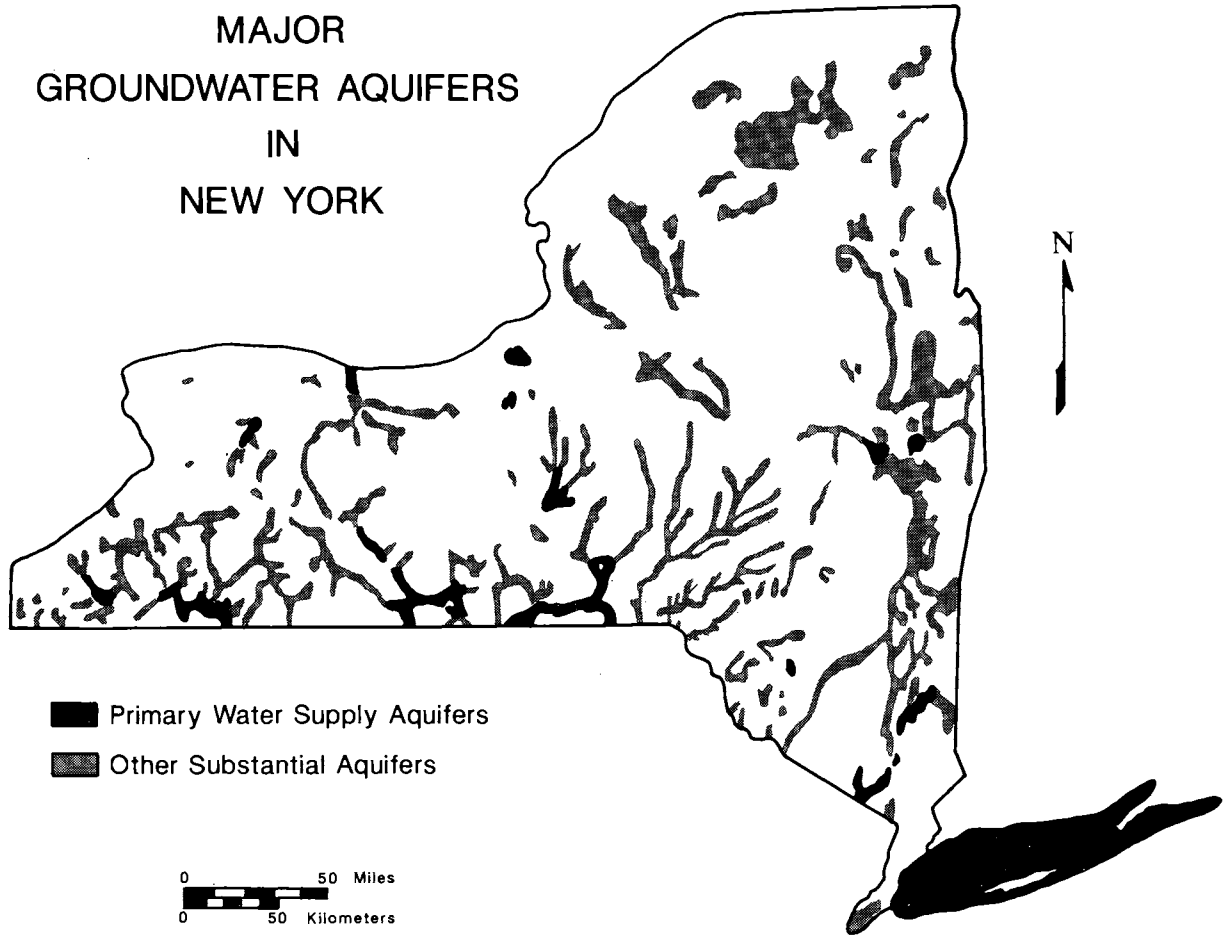 MAJOR
GROUNDWATER AQUIFERS
IN
NEW YORK
N
Primary Water Supply Aquifers
Other Substantial Aquifers
0 50 Miles
0 50 Kilometers